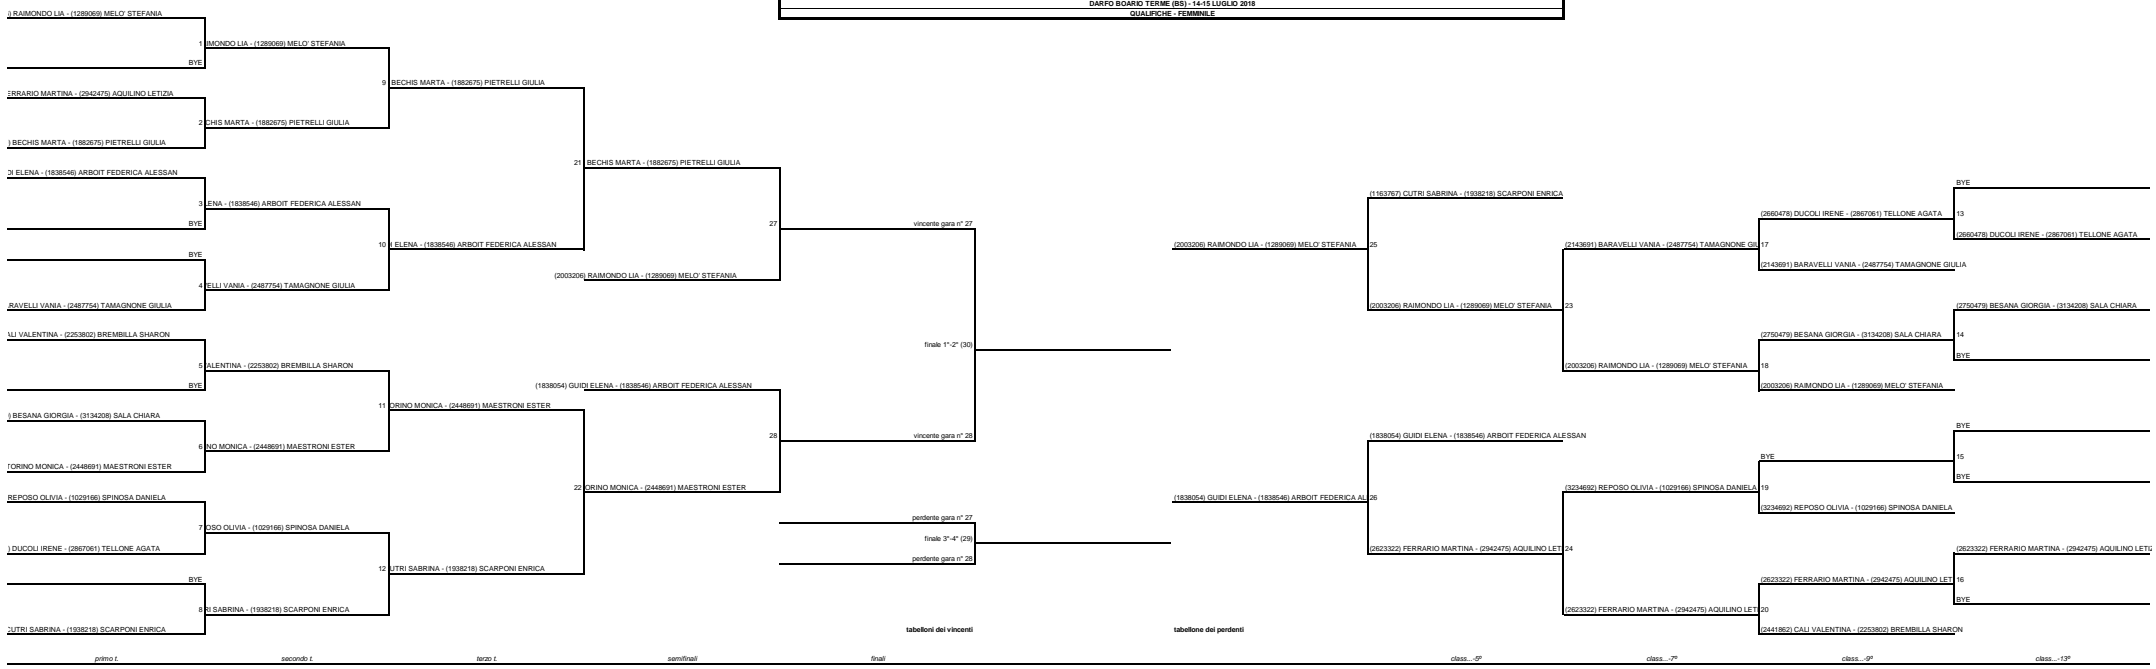 DARFO BOARIO TERME (BS) - 14-15 LUGLIO 2018
QUALIFICHE - FEMMINILE
) RAIMONDO LIA - (1289069) MELO' STEFANIA
1 IMONDO LIA - (1289069) MELO' STEFANIA
BYE
9 BECHIS MARTA - (1882675) PIETRELLI GIULIA
ERRARIO MARTINA - (2942475) AQUILINO LETIZIA
2 CHIS MARTA - (1882675) PIETRELLI GIULIA
) BECHIS MARTA - (1882675) PIETRELLI GIULIA
21 BECHIS MARTA - (1882675) PIETRELLI GIULIA
DI ELENA - (1838546) ARBOIT FEDERICA ALESSAN
3 LENA - (1838546) ARBOIT FEDERICA ALESSAN
BYE
10 I ELENA - (1838546) ARBOIT FEDERICA ALESSAN
BYE
4 VELLI VANIA - (2487754) TAMAGNONE GIULIA
RAVELLI VANIA - (2487754) TAMAGNONE GIULIA
27
vincente gara n° 27
(2003206) RAIMONDO LIA - (1289069) MELO' STEFANIA
ALI VALENTINA - (2253802) BREMBILLA SHARON
5 ALENTINA - (2253802) BREMBILLA SHARON
BYE
finale 1°-2° (30)
(1838054) GUIDI ELENA - (1838546) ARBOIT FEDERICA ALESSAN
11 ORINO MONICA - (2448691) MAESTRONI ESTER
) BESANA GIORGIA - (3134208) SALA CHIARA
6 NO MONICA - (2448691) MAESTRONI ESTER
TORINO MONICA - (2448691) MAESTRONI ESTER
28
vincente gara n° 28
22 ORINO MONICA - (2448691) MAESTRONI ESTER
REPOSO OLIVIA - (1029166) SPINOSA DANIELA
7 OSO OLIVIA - (1029166) SPINOSA DANIELA
) DUCOLI IRENE - (2867061) TELLONE AGATA
perdente gara n° 27
finale 3°-4° (29)
perdente gara n° 28
12 UTRI SABRINA - (1938218) SCARPONI ENRICA
BYE
8 RI SABRINA - (1938218) SCARPONI ENRICA
CUTRI SABRINA - (1938218) SCARPONI ENRICA
tabelloni dei vincenti
tabellone dei perdenti
(1163767) CUTRI SABRINA - (1938218) SCARPONI ENRICA
(2003206) RAIMONDO LIA - (1289069) MELO' STEFANIA 25
(2003206) RAIMONDO LIA - (1289069) MELO' STEFANIA 23
BYE
(2660478) DUCOLI IRENE - (2867061) TELLONE AGATA 13
(2660478) DUCOLI IRENE - (2867061) TELLONE AGATA
(2143691) BARAVELLI VANIA - (2487754) TAMAGNONE GIU 17
(2143691) BARAVELLI VANIA - (2487754) TAMAGNONE GIULIA
(2750479) BESANA GIORGIA - (3134208) SALA CHIARA
(2750479) BESANA GIORGIA - (3134208) SALA CHIARA 14
BYE
(2003206) RAIMONDO LIA - (1289069) MELO' STEFANIA 18
(2003206) RAIMONDO LIA - (1289069) MELO' STEFANIA
(1838054) GUIDI ELENA - (1838546) ARBOIT FEDERICA ALESSAN
BYE
BYE 15
BYE
(1838054) GUIDI ELENA - (1838546) ARBOIT FEDERICA AL 26
(3234692) REPOSO OLIVIA - (1029166) SPINOSA DANIELA 19
(3234692) REPOSO OLIVIA - (1029166) SPINOSA DANIELA
(2623322) FERRARIO MARTINA - (2942475) AQUILINO LETI 24
(2623322) FERRARIO MARTINA - (2942475) AQUILINO LETIZ
(2623322) FERRARIO MARTINA - (2942475) AQUILINO LET 16
BYE
(2623322) FERRARIO MARTINA - (2942475) AQUILINO LETI 20
(2441862) CALI VALENTINA - (2253802) BREMBILLA SHARON
primo t. secondo t. terzo t. semifinali finali class...-5° class...-7° class...-9° class...-13°